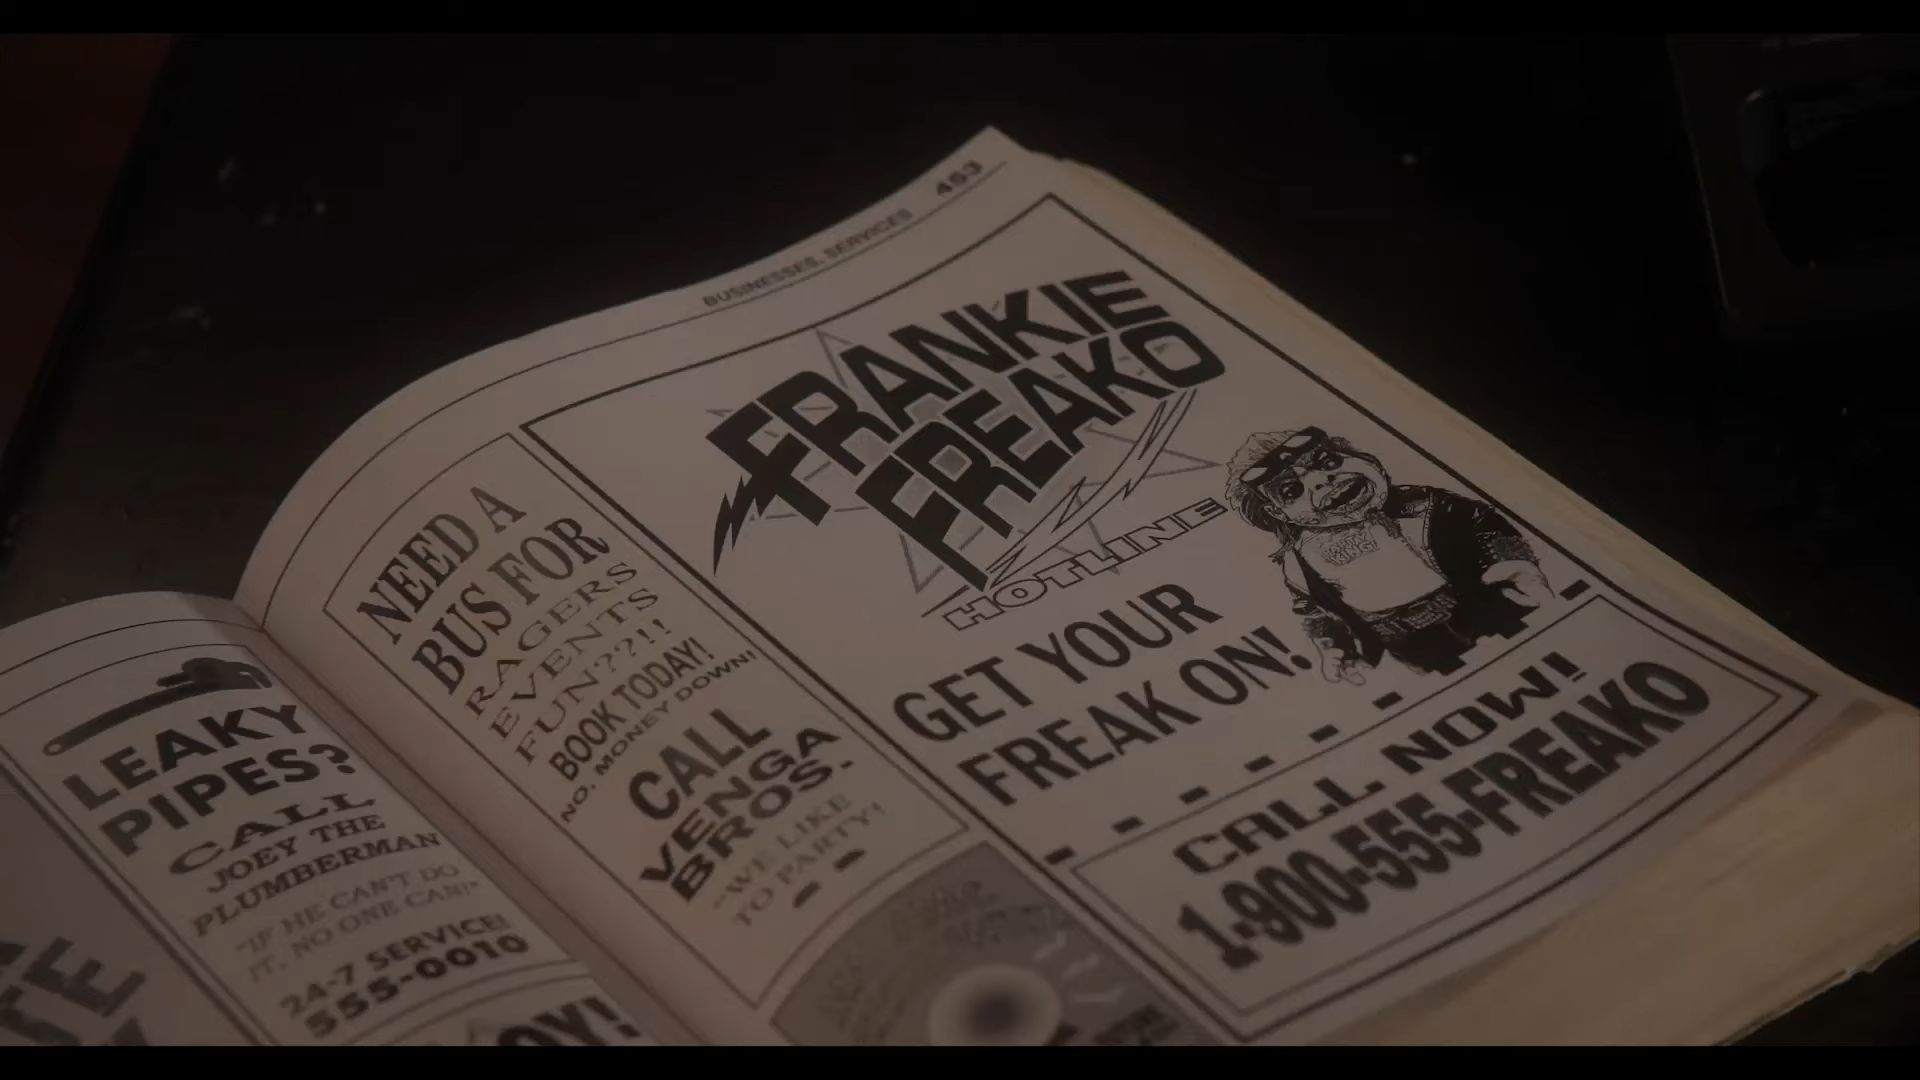 BUSINESSES, SERVICES 453
LEAKY
PIPES?
CALL
JOEY THE
PLUMBERMAN
"IF HE CAN'T DO
IT, NO ONE CAN!"
24-7 SERVICE!
555-0010
NEED A
BUS FOR
RAGERS
EVENTS
FUN??!!
BOOK TODAY!
NO. MONEY DOWN!
CALL
VENGA
BROS.
"WE LIKE
TO PARTY!
FRANKIE
FREAKO
HOTLINE
GET YOUR
FREAK ON!
CALL NOW!
1-900-555-FREAKO